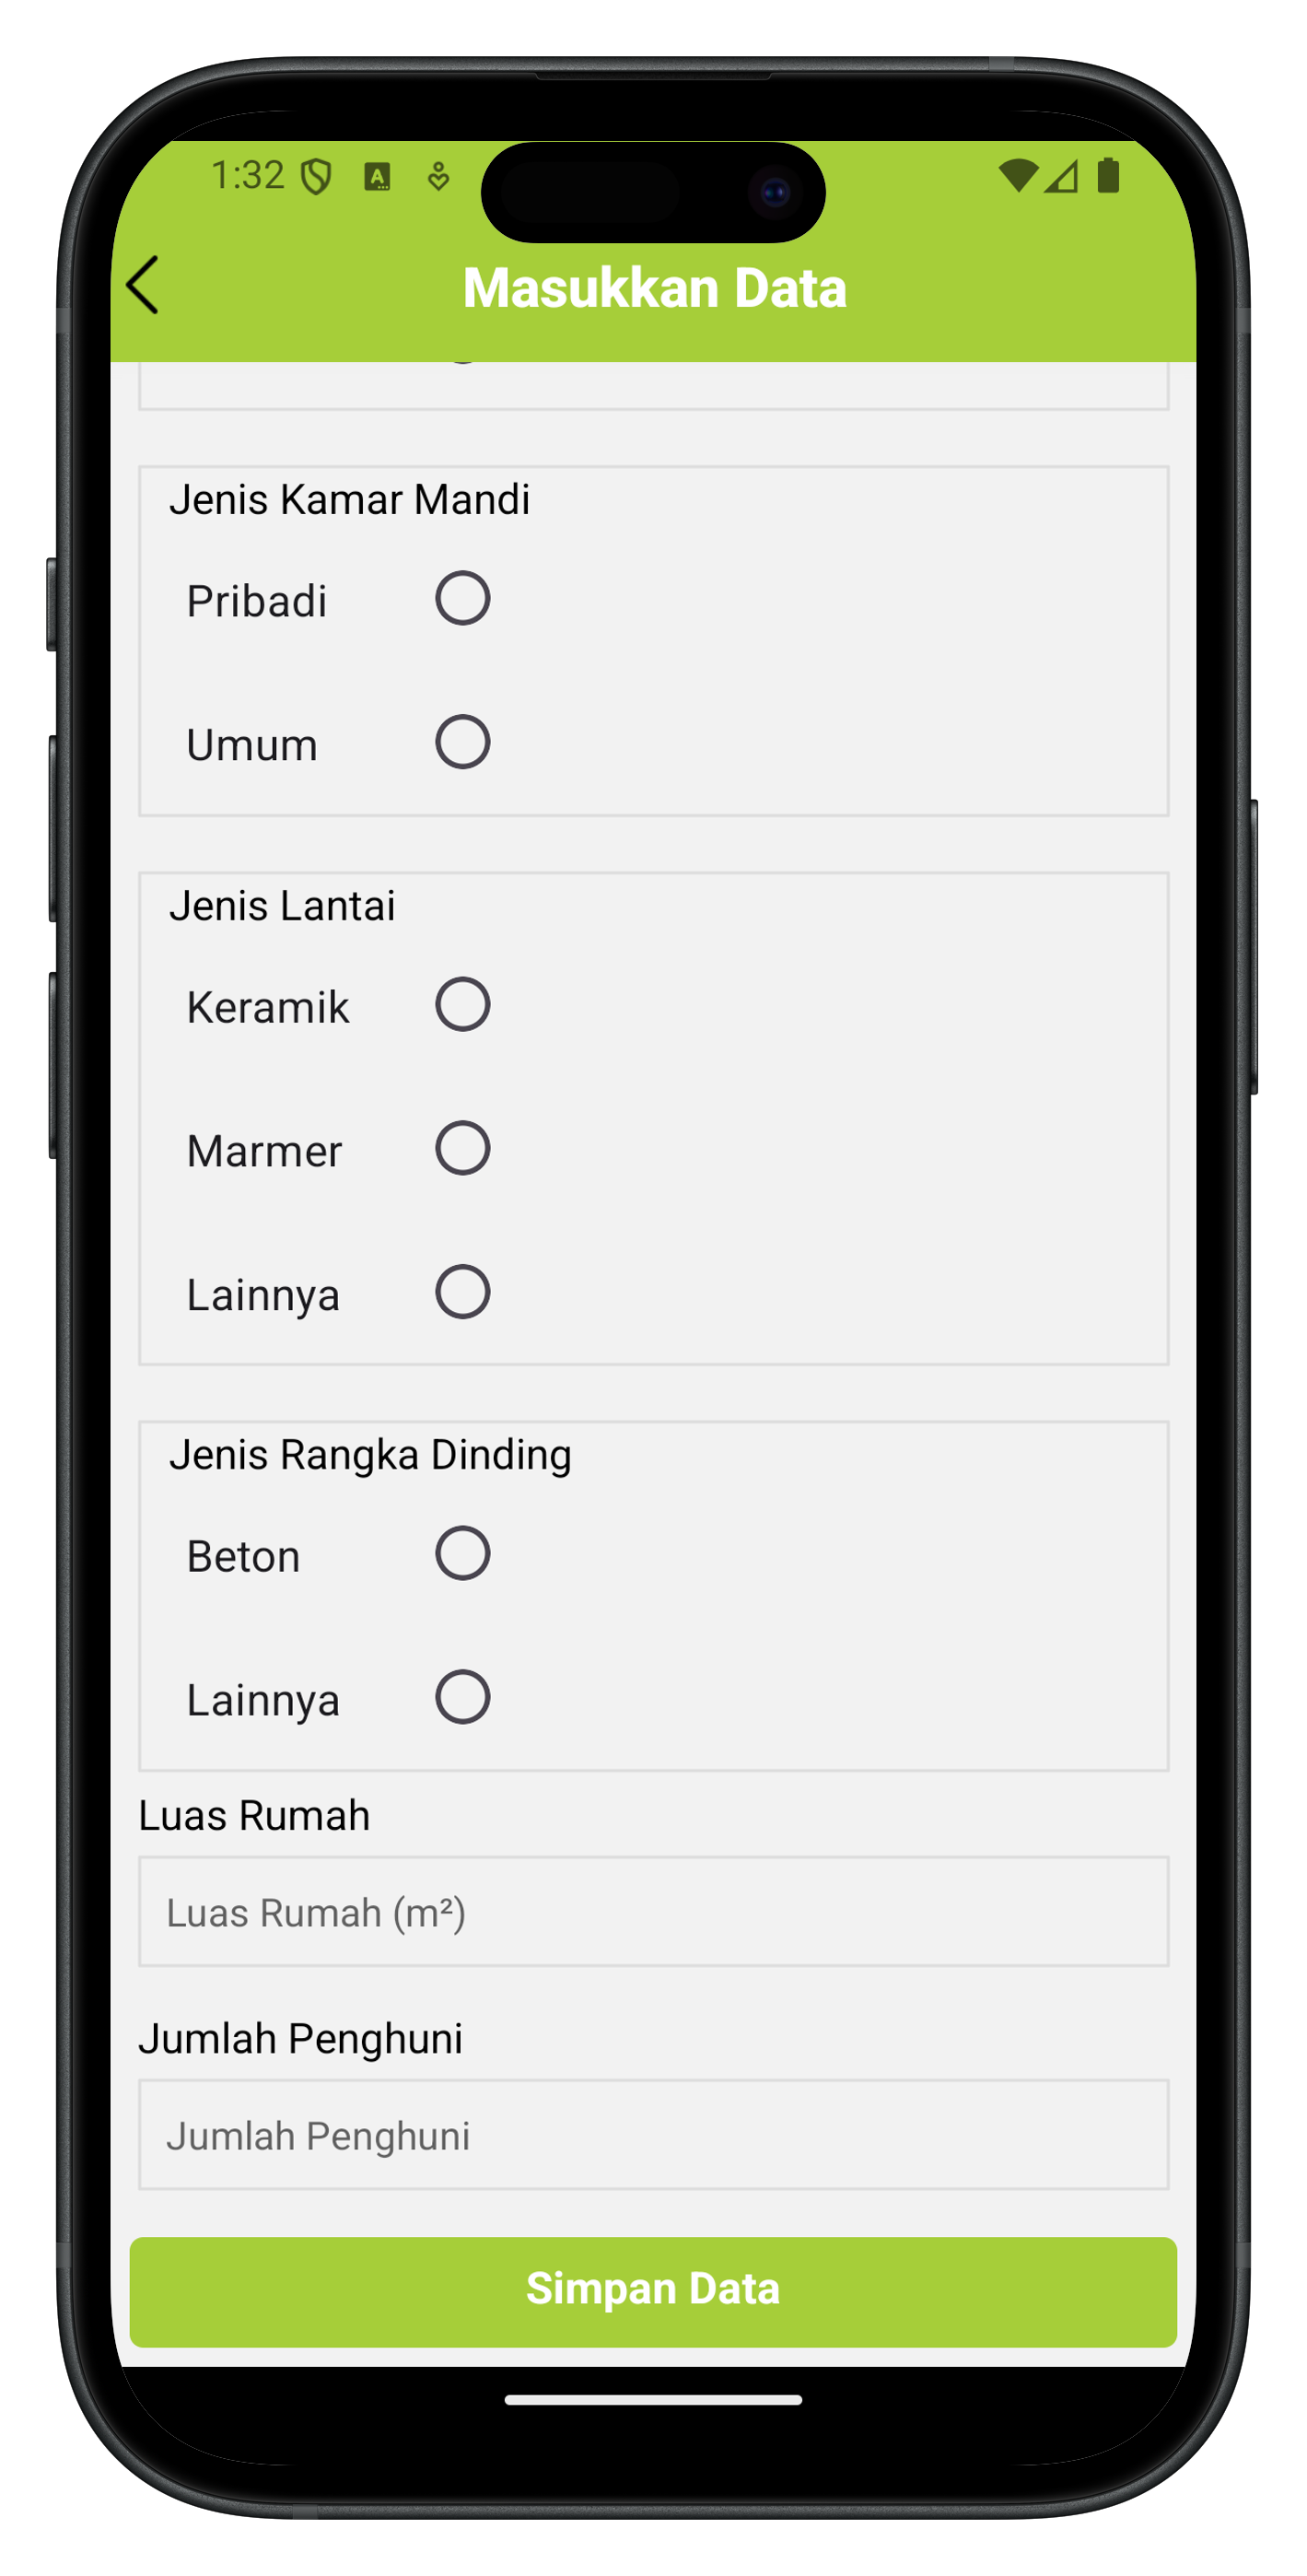 1:32
Masukkan Data
Jenis Kamar Mandi
Pribadi
Umum
Jenis Lantai
Keramik
Marmer
Lainnya
Jenis Rangka Dinding
Beton
Lainnya
Luas Rumah
Luas Rumah (m²)
Jumlah Penghuni
Jumlah Penghuni
Simpan Data